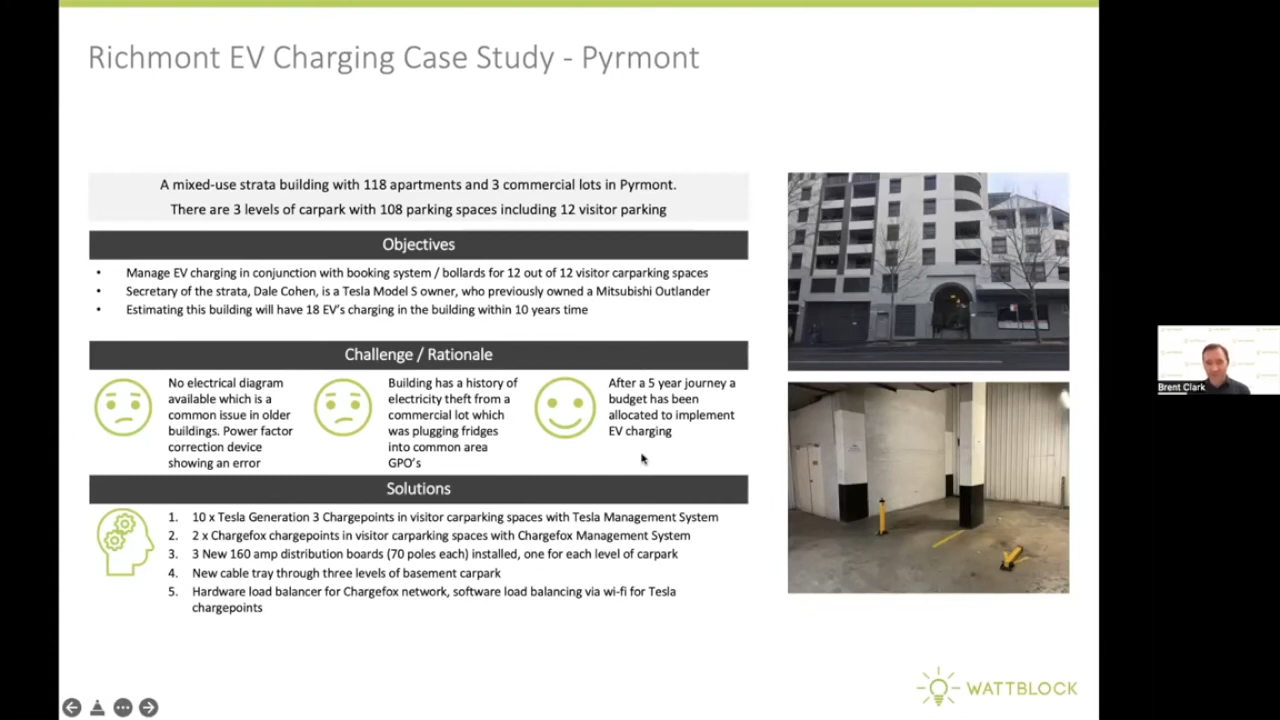 Richmont EV Charging Case Study - Pyrmont
A mixed-use strata building with 118 apartments and 3 commercial lots in Pyrmont.
There are 3 levels of carpark with 108 parking spaces including 12 visitor parking
Objectives
• Manage EV charging in conjunction with booking system / bollards for 12 out of 12 visitor carparking spaces
• Secretary of the strata, Dale Cohen, is a Tesla Model S owner, who previously owned a Mitsubishi Outlander
• Estimating this building will have 18 EV's charging in the building within 10 years time
Challenge / Rationale
No electrical diagram
available which is a
common issue in older
buildings. Power factor
correction device
showing an error
Building has a history of
electricity theft from a
commercial lot which
was plugging fridges
into common area
GPO's
After a 5 year journey a
budget has been
allocated to implement
EV charging
Solutions
1. 10 x Tesla Generation 3 Chargepoints in visitor carparking spaces with Tesla Management System
2. 2 x Chargefox chargepoints in visitor carparking spaces with Chargefox Management System
3. 3 New 160 amp distribution boards (70 poles each) installed, one for each level of carpark
4. New cable tray through three levels of basement carpark
5. Hardware load balancer for Chargefox network, software load balancing via wi-fi for Tesla
chargepoints
WATTBLOCK
Brent Clark